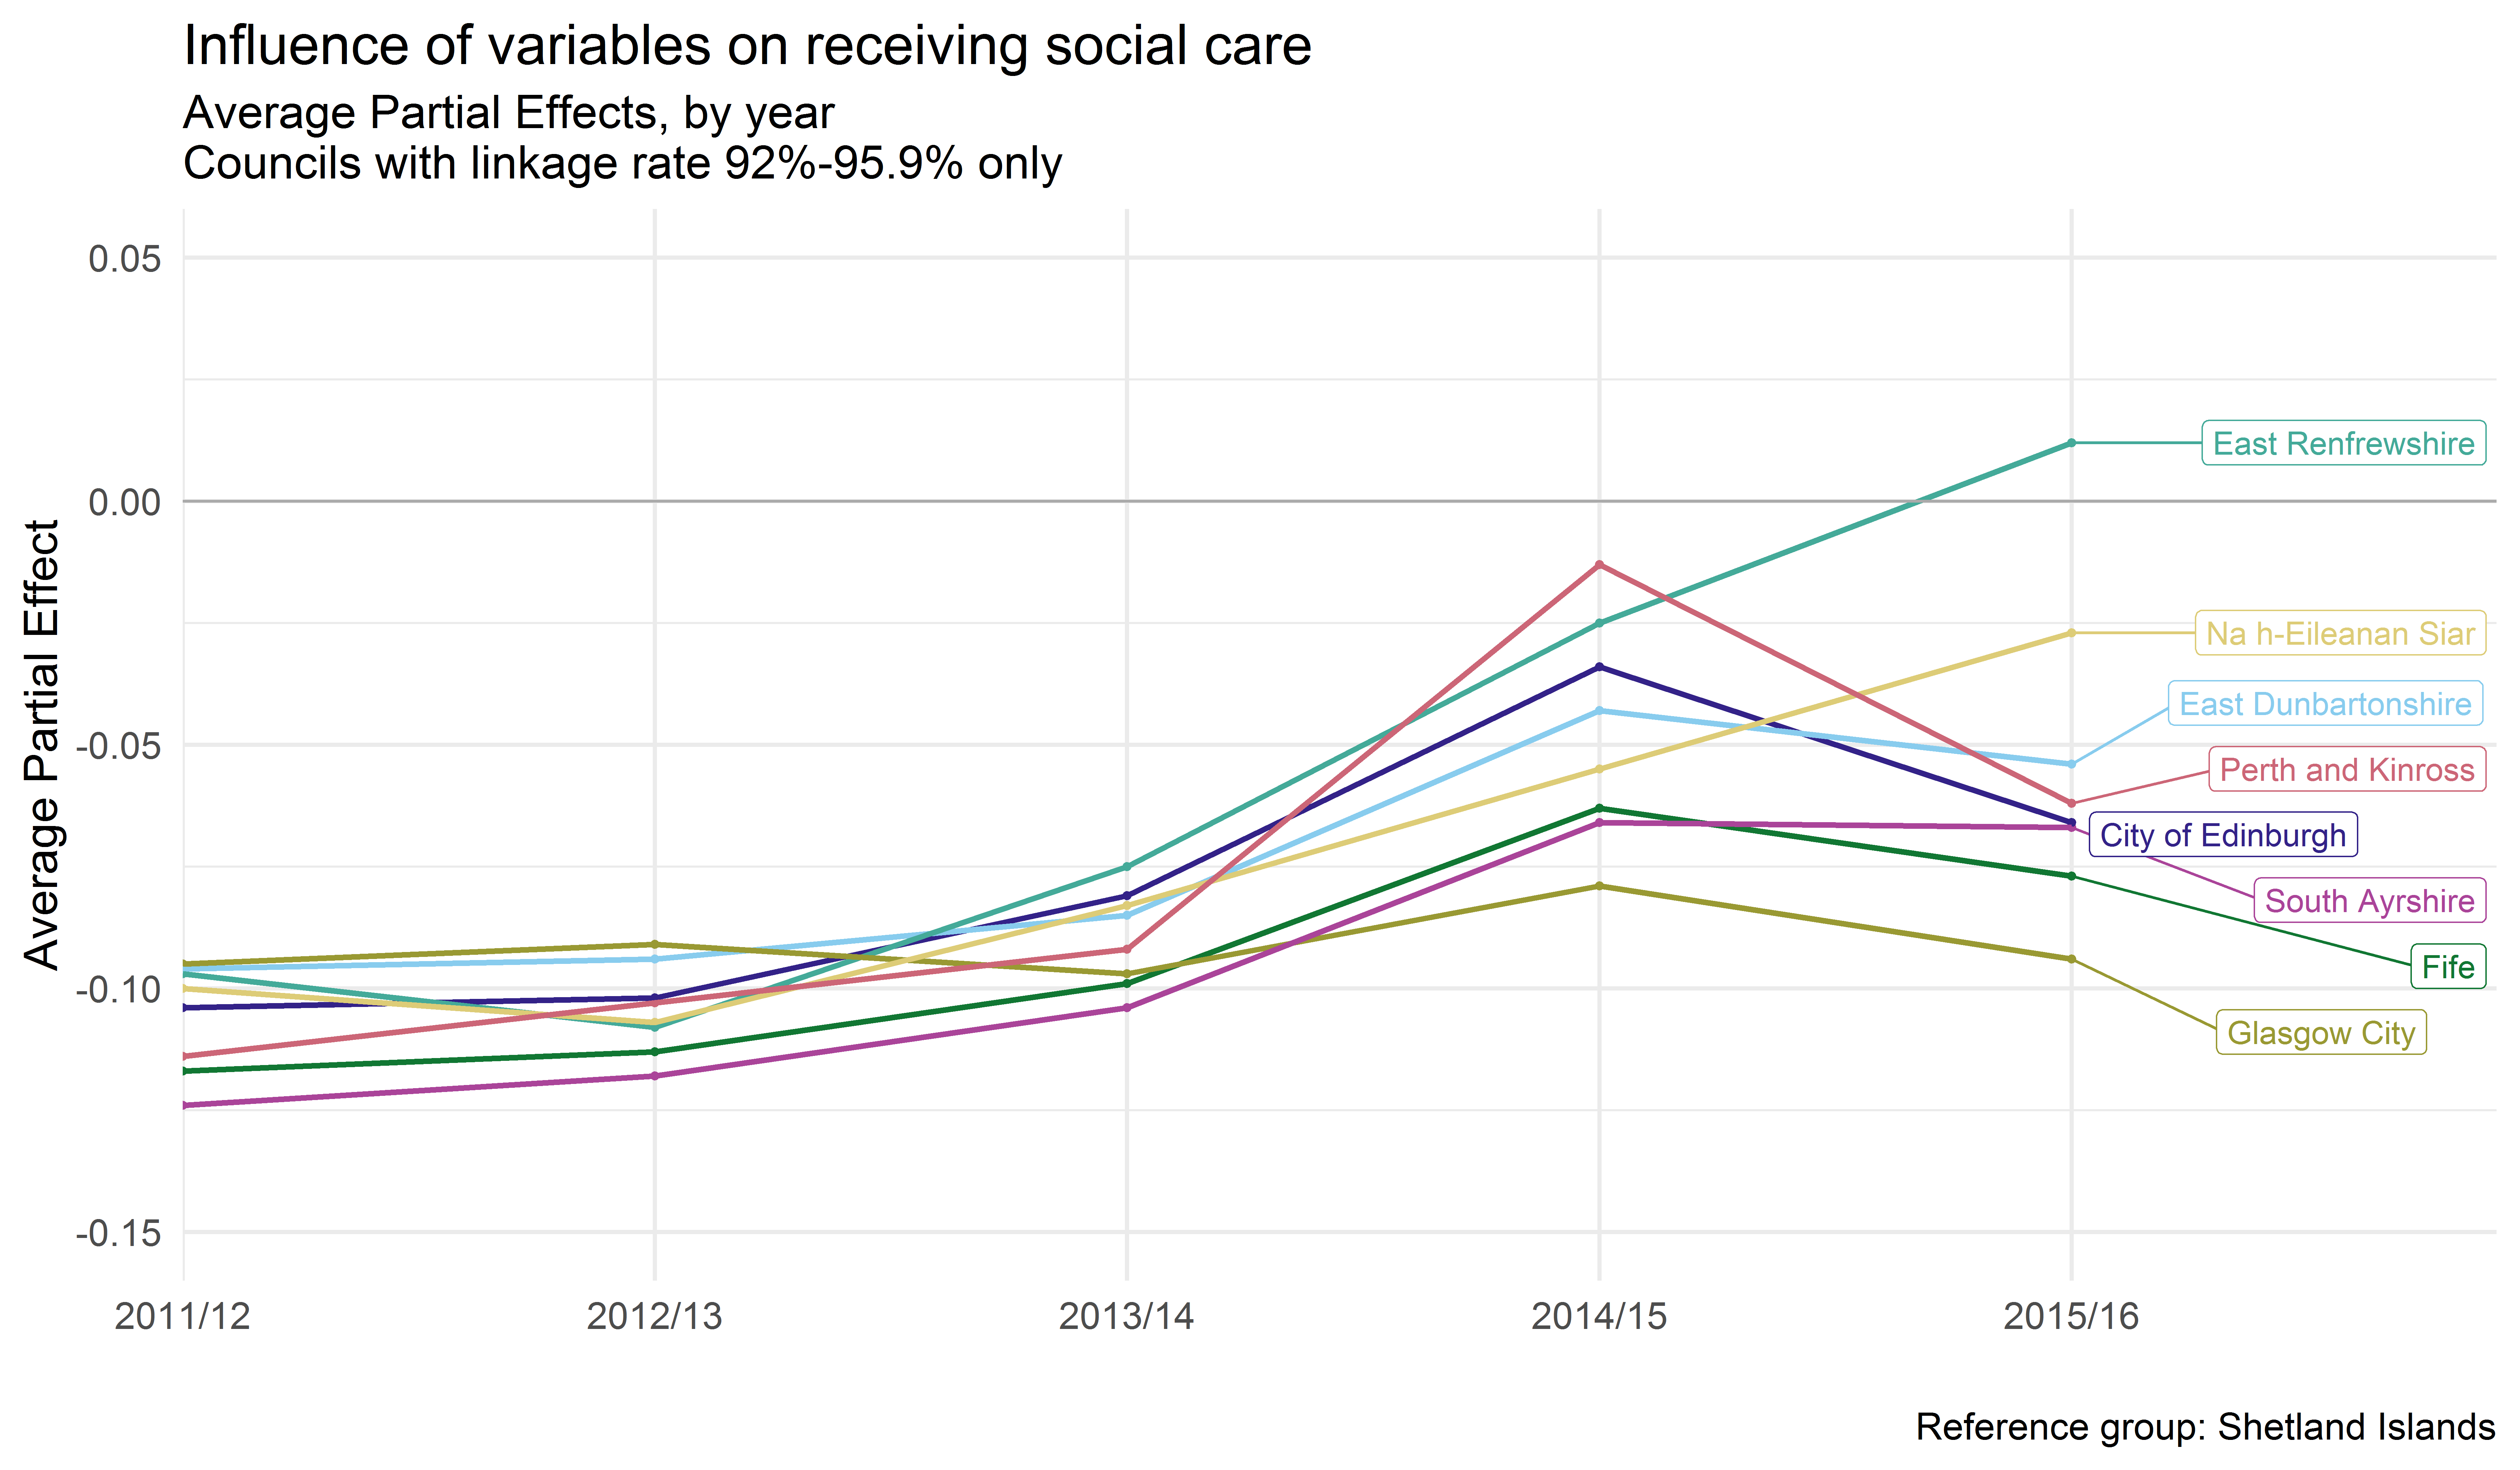 Influence of variables on receiving social care
Average Partial Effects, by year
Councils with linkage rate 92%-95.9% only
Average Partial Effect
0.05
0.00
-0.05
-0.10
-0.15
East Renfrewshire
Na h-Eileanan Siar
East Dunbartonshire
Perth and Kinross
City of Edinburgh
South Ayrshire
Fife
Glasgow City
2011/12
2012/13
2013/14
2014/15
2015/16
Reference group: Shetland Islands